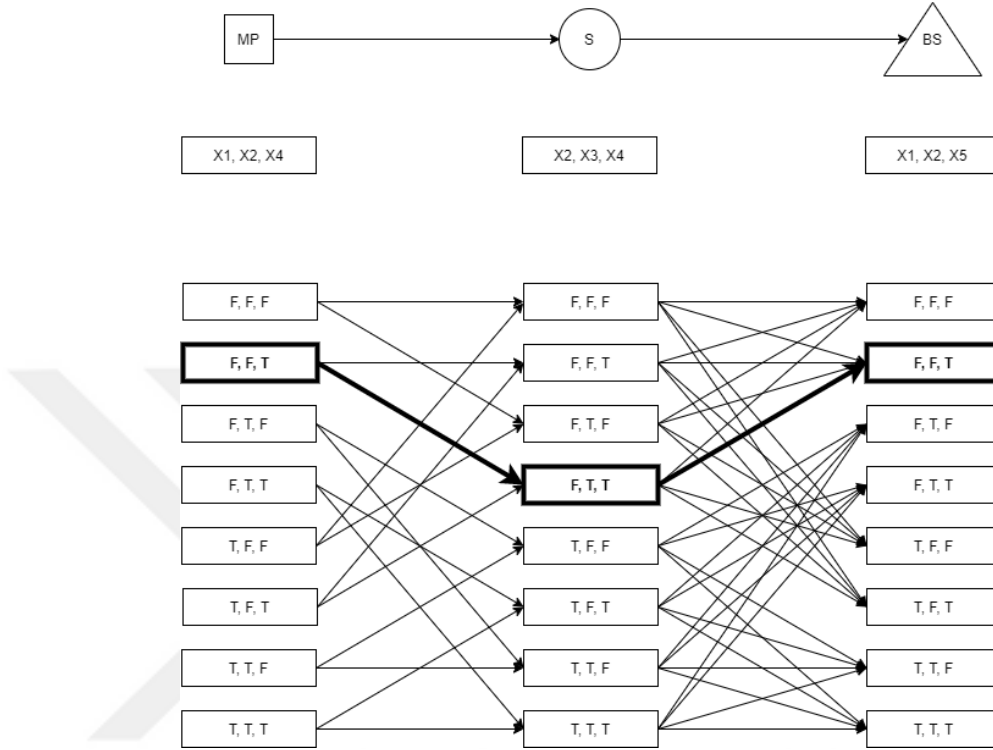 MP S BS
X1, X2, X4 X2, X3, X4 X1, X2, X5
F, F, F F, F, F F, F, F
F, F, T F, F, T F, F, T
F, T, F F, T, F F, T, F
F, T, T F, T, T F, T, T
T, F, F T, F, F T, F, F
T, F, T T, F, T T, F, T
T, T, F T, T, F T, T, F
T, T, T T, T, T T, T, T